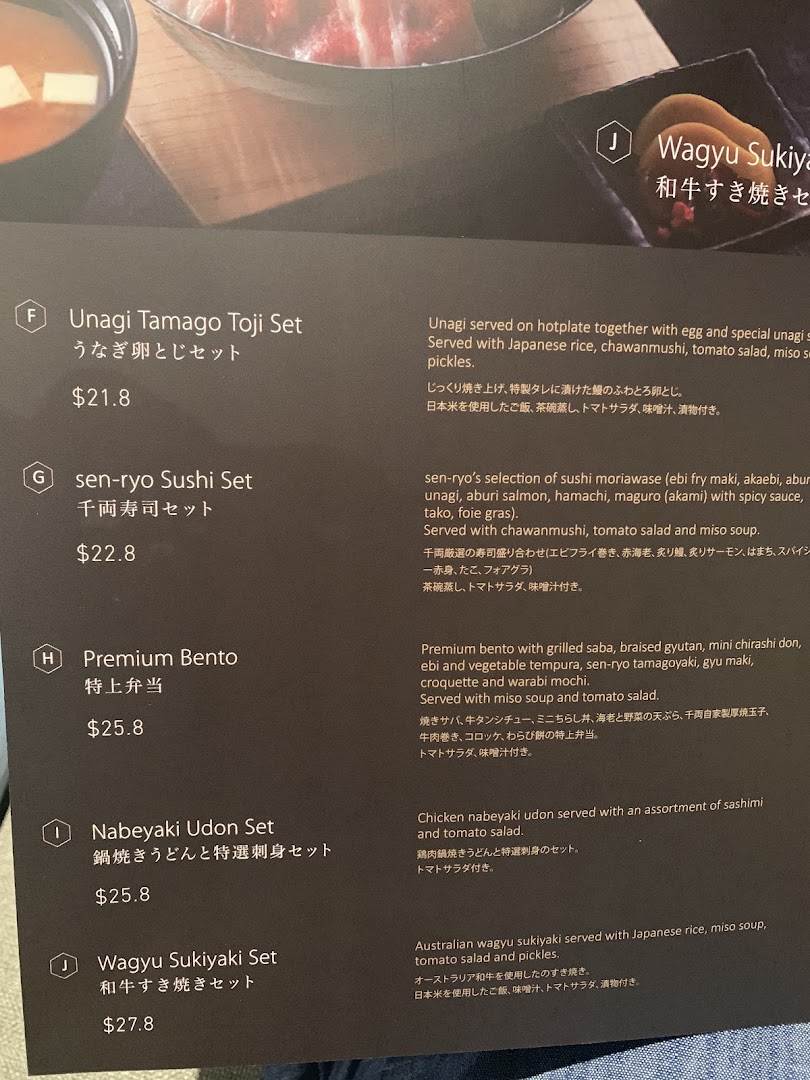 J
Wagyu
和牛すき焼きセ
F
Unagi Tamago Toji Set
うなぎ卵とじセット
$21.8
Unagi served on hotplate together with egg and special unagi
Served with Japanese rice, chawanmushi, tomato salad, miso
pickles.
じっくり焼き上げ、特製タレに漬けた鰻のふわとろ卵とじ。
日本米を使用したご飯、茶碗蒸し、トマトサラダ、味噌汁、漬物付き。
G
sen-ryo Sushi Set
千両寿司セット
$22.8
sen-ryo's selection of sushi moriawase (ebi fry maki, akaebi,
unagi, aburi salmon, hamachi, maguro (akami) with spicy sauce,
tako, foie gras).
Served with chawanmushi, tomato salad and miso soup.
千両厳選の寿司盛り合わせ(エビフライ巻き、赤海老、炙り鰻、炙りサーモン、はまち、スパイシ
ー赤身、たこ、フォアグラ)
茶碗蒸し、トマトサラダ、味噌汁付き。
H
Premium Bento
特上弁当
$25.8
Premium bento with grilled saba, braised gyutan, mini chirashi don,
ebi and vegetable tempura, sen-ryo tamagoyaki, gyu maki,
croquette and warabi mochi.
Served with miso soup and tomato salad.
焼きサバ、牛タンシチュー、ミニちらし丼、海老と野菜の天ぷら、千両自家製厚焼玉子、
牛肉巻き、コロッケ、わらび餅の特上弁当。
トマトサラダ、味噌汁付き。
I
Nabeyaki Udon Set
鍋焼きうどんと特選刺身セット
$25.8
Chicken nabeyaki udon served with an assortment of sashimi
and tomato salad.
鶏肉鍋焼きうどんと特選刺身のセット。
トマトサラダ付き。
J
Wagyu Sukiyaki Set
和牛すき焼きセット
$27.8
Australian wagyu sukiyaki served with Japanese rice, miso soup,
tomato salad and pickles.
オーストラリア和牛を使用したのすき焼き。
日本米を使用したご飯、味噌汁、トマトサラダ、漬物付き。